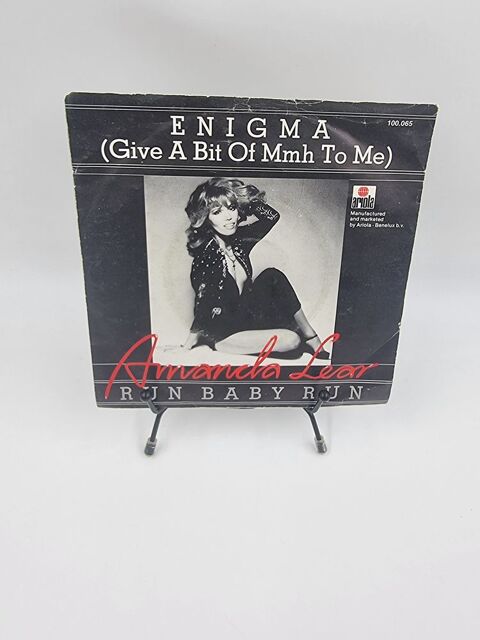 ENIGMA
100.065
(Give A Bit Of Mmh To Me)
ariola
Manufactured
and marketed
by Ariola - Benelux b.v.
Amanda Lear
RUN BABY RUN